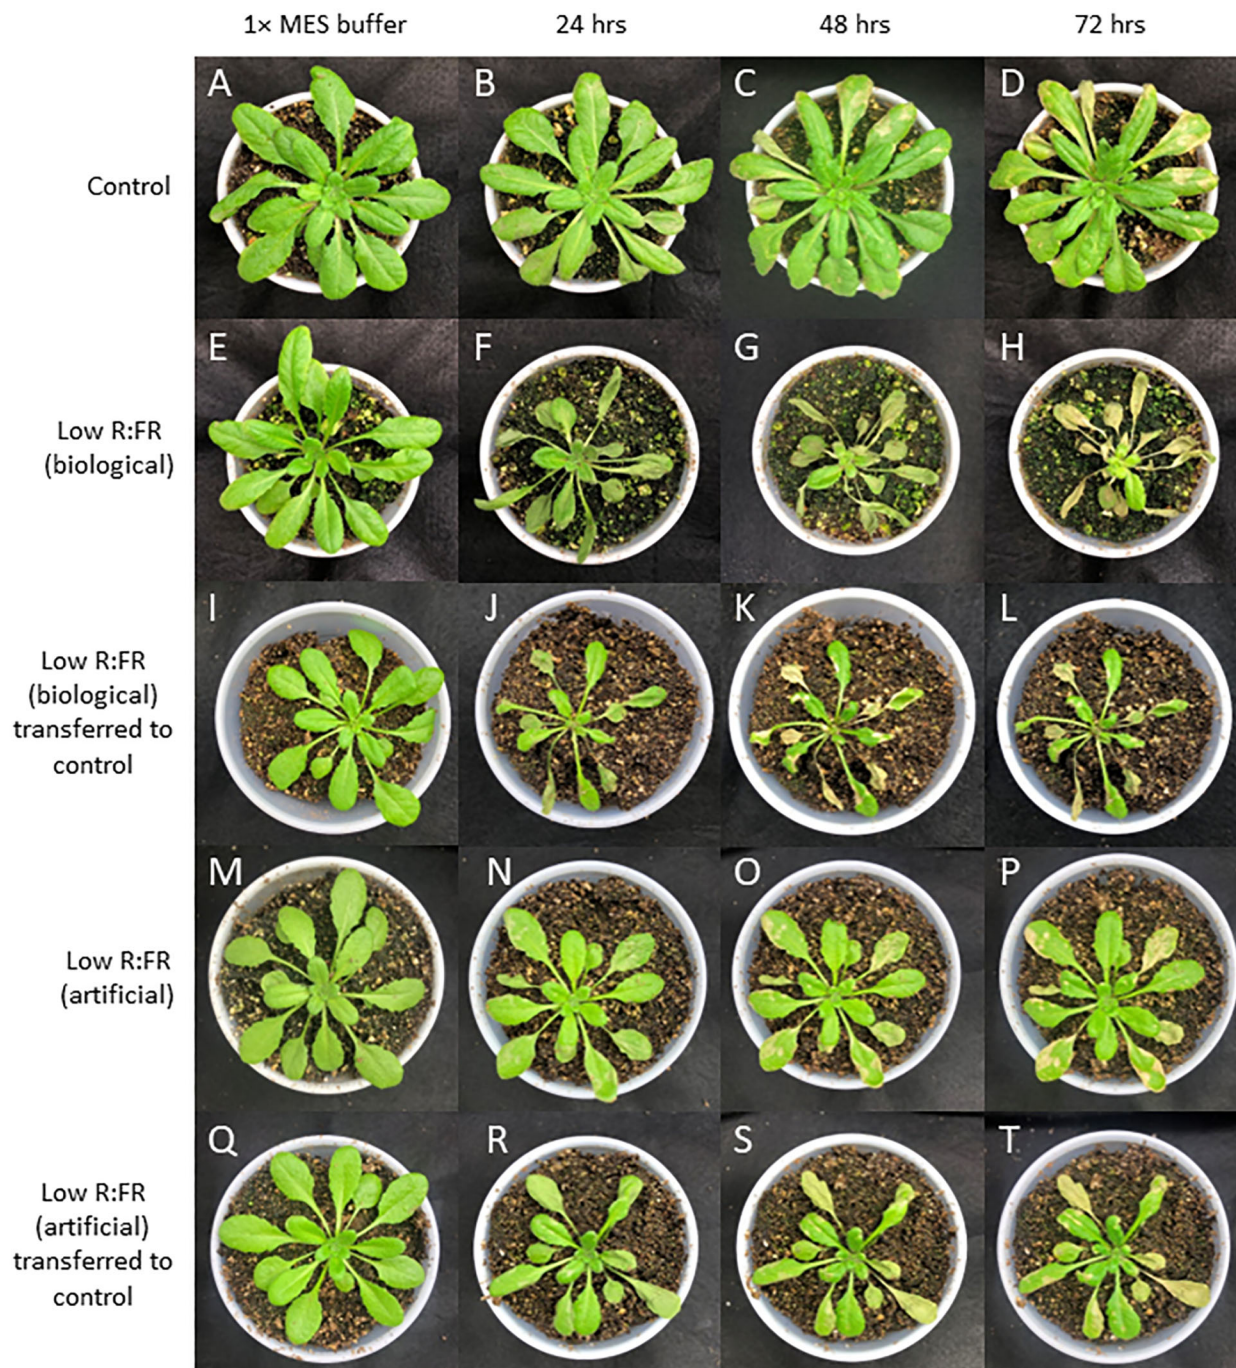 1× MES buffer 24 hrs 48 hrs 72 hrs
Control
A B C D
Low R:FR
(biological)
E F G H
Low R:FR
(biological)
transferred to
control
I J K L
Low R:FR
(artificial)
M N O P
Low R:FR
(artificial)
transferred to
control
Q R S T